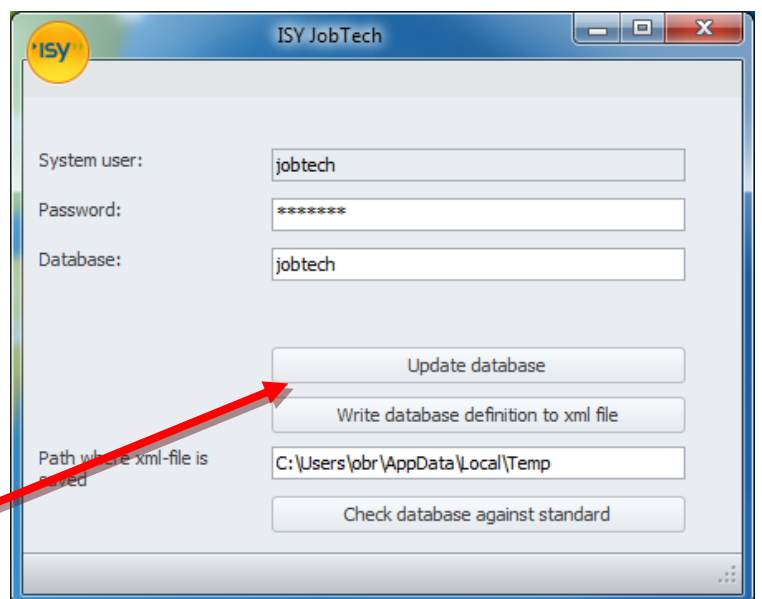 ISY JobTech
ISY
System user: jobtech
Password: *******
Database: jobtech
Update database
Write database definition to xml file
Path where xml-file is C:\Users\obr\AppData\Local\Temp
saved
Check database against standard